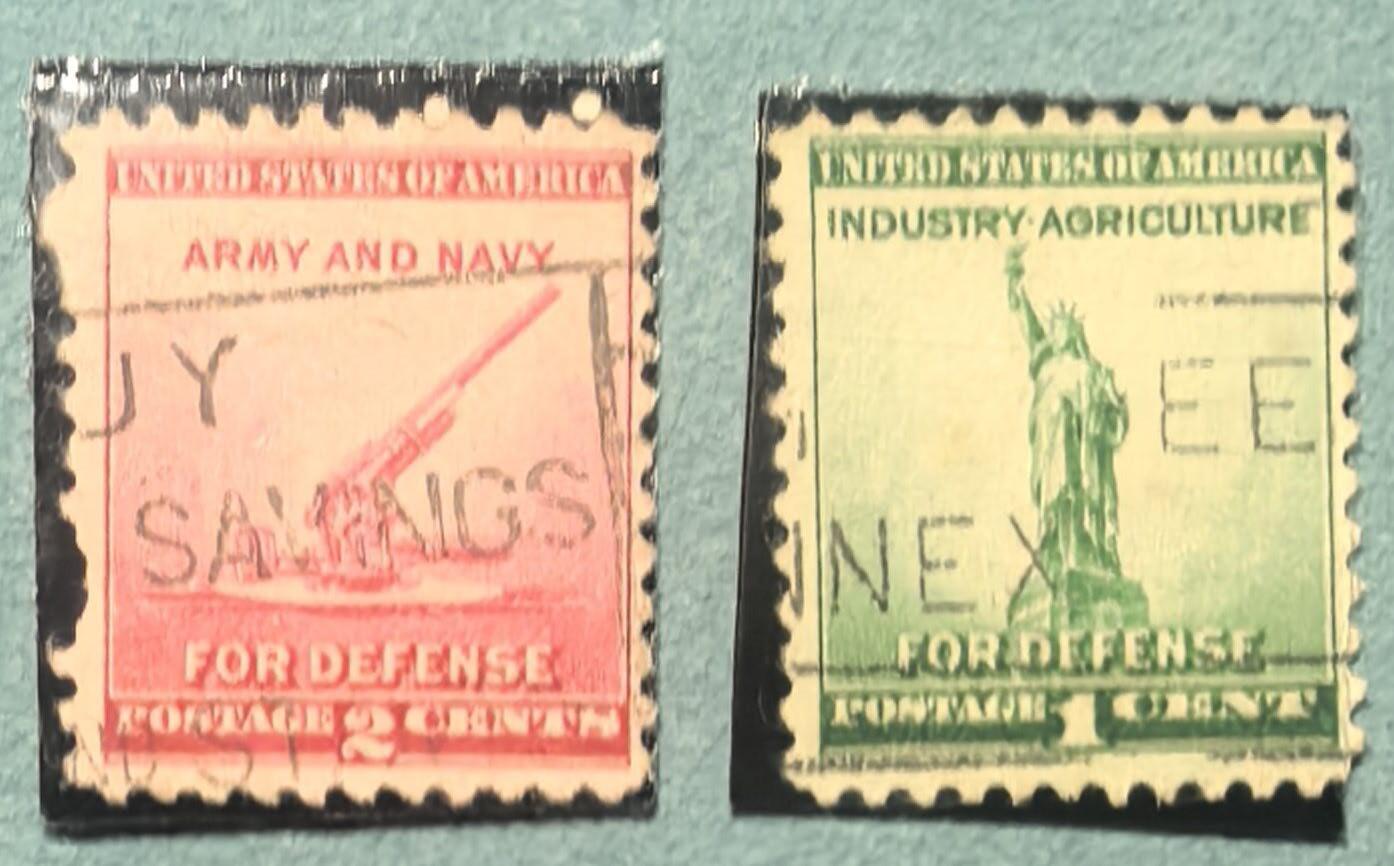 UNITED STATES OF AMERICA
ARMY AND NAVY
SAVINGS
FOR DEFENSE
POSTAGE 2 CENTS
UNITED STATES OF AMERICA
INDUSTRY·AGRICULTURE
EE
NEX
FOR DEFENSE
POSTAGE 1 CENT